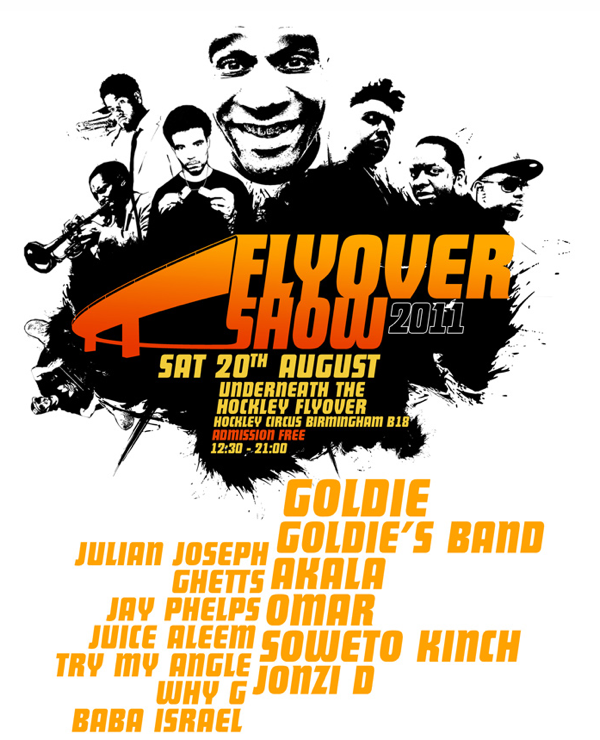 FLYOVER
SHOW 2011
SAT 20TH AUGUST
UNDERNEATH THE
HOCKLEY FLYOVER
HOCKLEY CIRCUS BIRMINGHAM B18
ADMISSION FREE
12:30 - 21:00
GOLDIE
GOLDIE'S BAND
AKALA
OMAR
SOWETO KINCH
JONZI D
JULIAN JOSEPH
GHETTS
JAY PHELPS
JUICE ALEEM
TRY MY ANGLE
WHY G
BABA ISRAEL